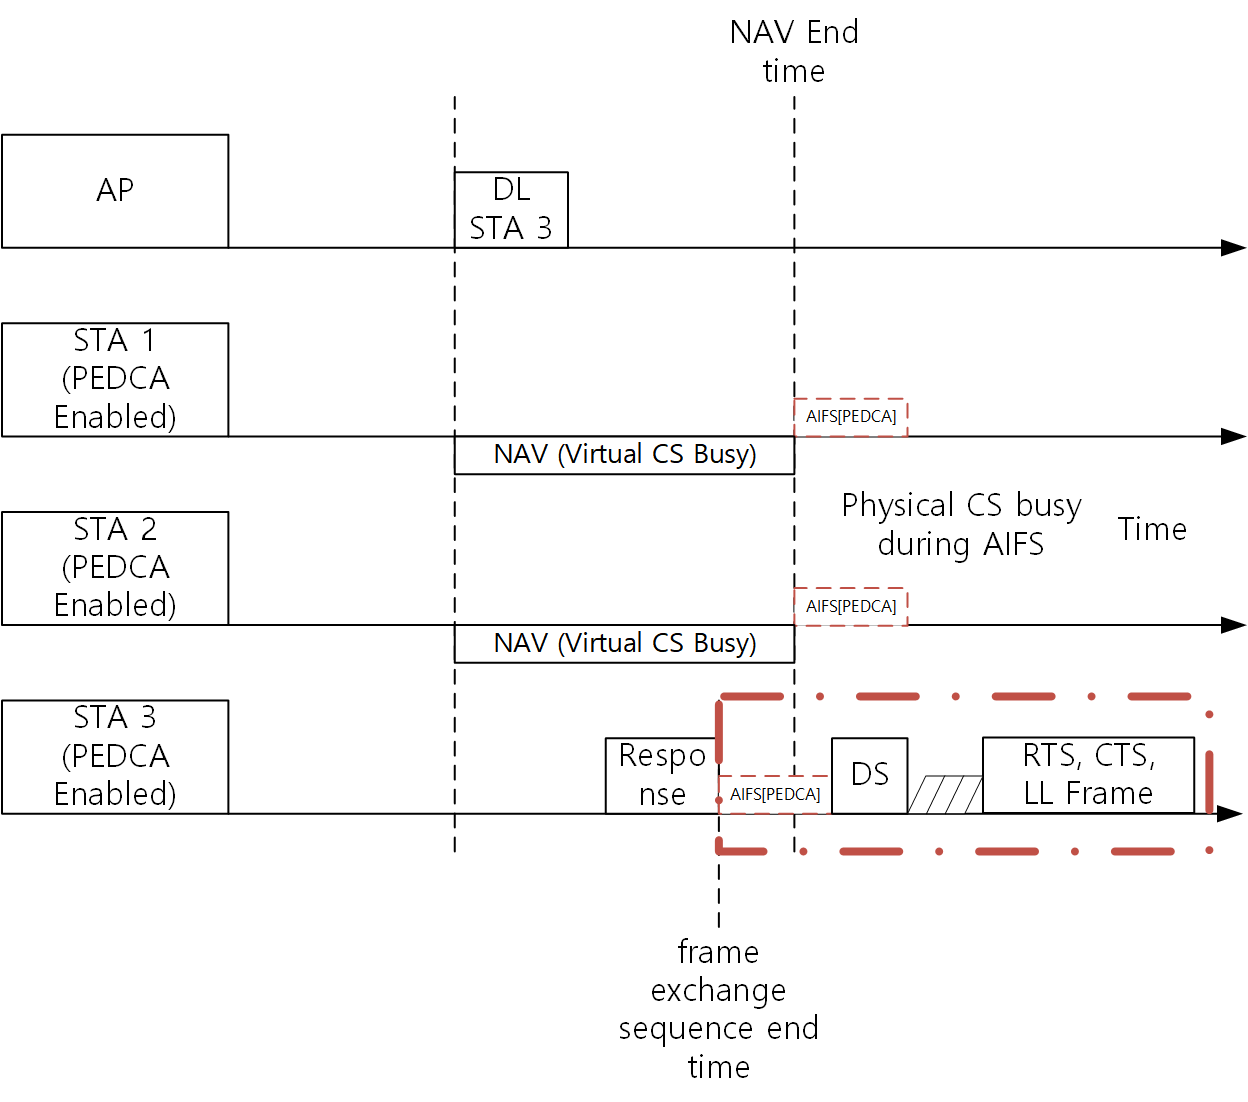 NAV End
time
AP
DL
STA 3
STA 1
(PEDCA
Enabled)
AIFS[PEDCA]
NAV (Virtual CS Busy)
Physical CS busy
during AIFS
Time
STA 2
(PEDCA
Enabled)
AIFS[PEDCA]
NAV (Virtual CS Busy)
STA 3
(PEDCA
Enabled)
Respo
nse
AIFS[PEDCA]
DS
RTS, CTS,
LL Frame
frame
exchange
sequence end
time